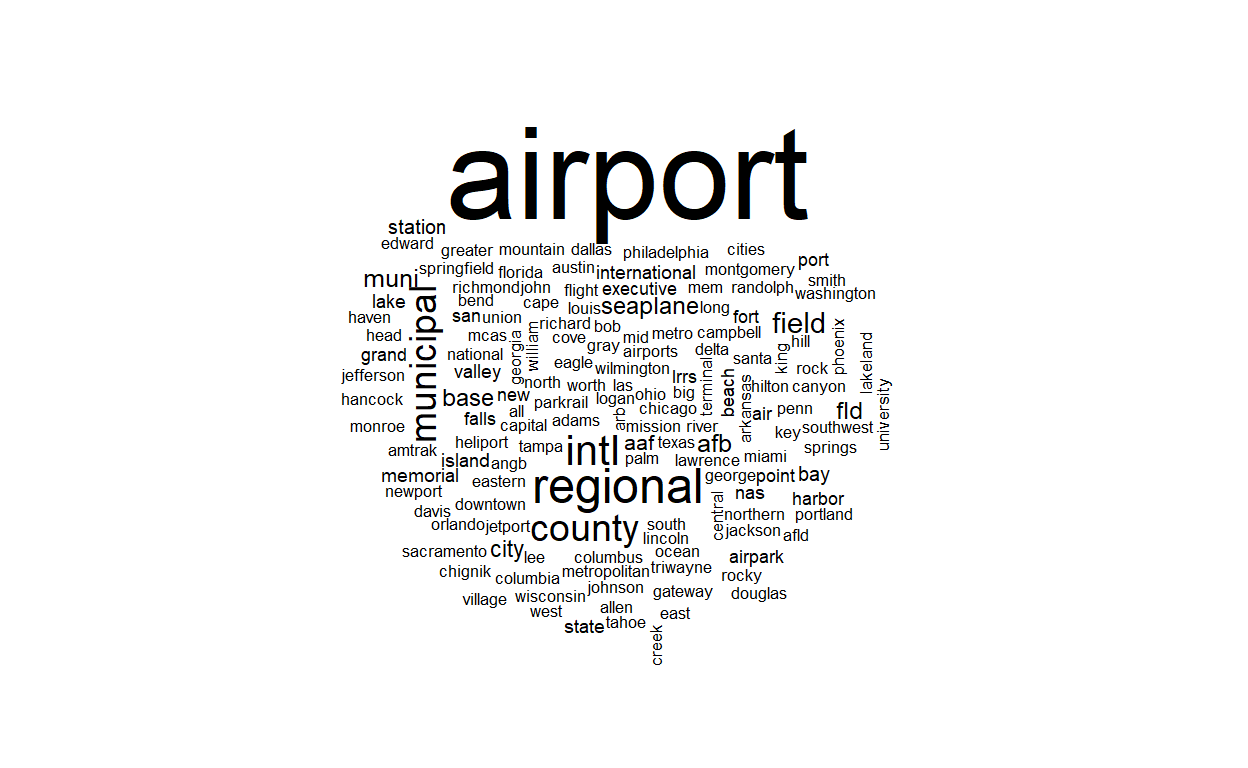 airport
station
edward
greater mountain dallas philadelphia cities
port
muni springfield florida austin international montgomery
smith
richmond john flight executive mem randolph washington
lake bend cape louis seaplane long
haven san union richard bob fort field
head mcas georgia william cove gray mid metro campbell king hill phoenix lakeland
municipal
grand national eagle airports delta santa
jefferson valley wilmington rock
north worth las lrrs terminal beach arkansas hilton canyon university
hancock base new parkrail logan ohio big
all arb chicago air penn fld
monroe falls capital adams mission river key southwest
amtrak heliport tampa intl aaf texas afb springs
island angb palm lawrence miami
memorial eastern regional george point bay
newport central nas harbor
davis downtown northern portland
orlando jetport county south jackson
lincoln afld
sacramento city lee columbus ocean airpark
chignik columbia metropolitan triwayne rocky
village wisconsin johnson gateway douglas
west allen east
state tahoe
creek